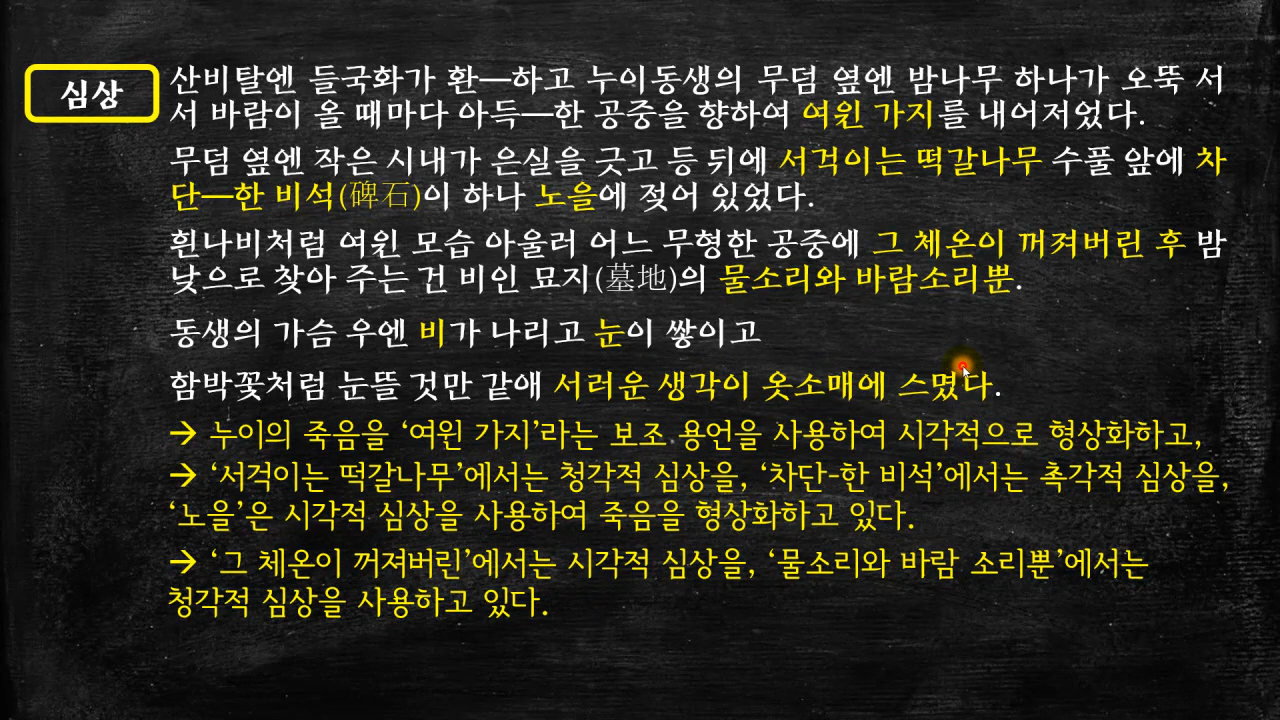 심상
산비탈엔 들국화가 환―하고 누이동생의 무덤 옆엔 밤나무 하나가 오뚝 서
서 바람이 올 때마다 아득―한 공중을 향하여 여윈 가지를 내어저었다.
무덤 옆엔 작은 시내가 은실을 긋고 등 뒤에 서걱이는 떡갈나무 수풀 앞에 차
단―한 비석(碑石)이 하나 노을에 젖어 있었다.
흰나비처럼 여윈 모습 아울러 어느 무형한 공중에 그 체온이 꺼져버린 후 밤
낮으로 찾아 주는 건 비인 묘지(墓地)의 물소리와 바람소리뿐.
동생의 가슴 우엔 비가 나리고 눈이 쌓이고
함박꽃처럼 눈뜰 것만 같애 서러운 생각이 옷소매에 스몄다.
→ 누이의 죽음을 ‘여윈 가지’라는 보조 용언을 사용하여 시각적으로 형상화하고,
→ ‘서걱이는 떡갈나무’에서는 청각적 심상을, ‘차단-한 비석’에서는 촉각적 심상을,
‘노을’은 시각적 심상을 사용하여 죽음을 형상화하고 있다.
→ ‘그 체온이 꺼져버린’에서는 시각적 심상을, ‘물소리와 바람 소리뿐’에서는
청각적 심상을 사용하고 있다.